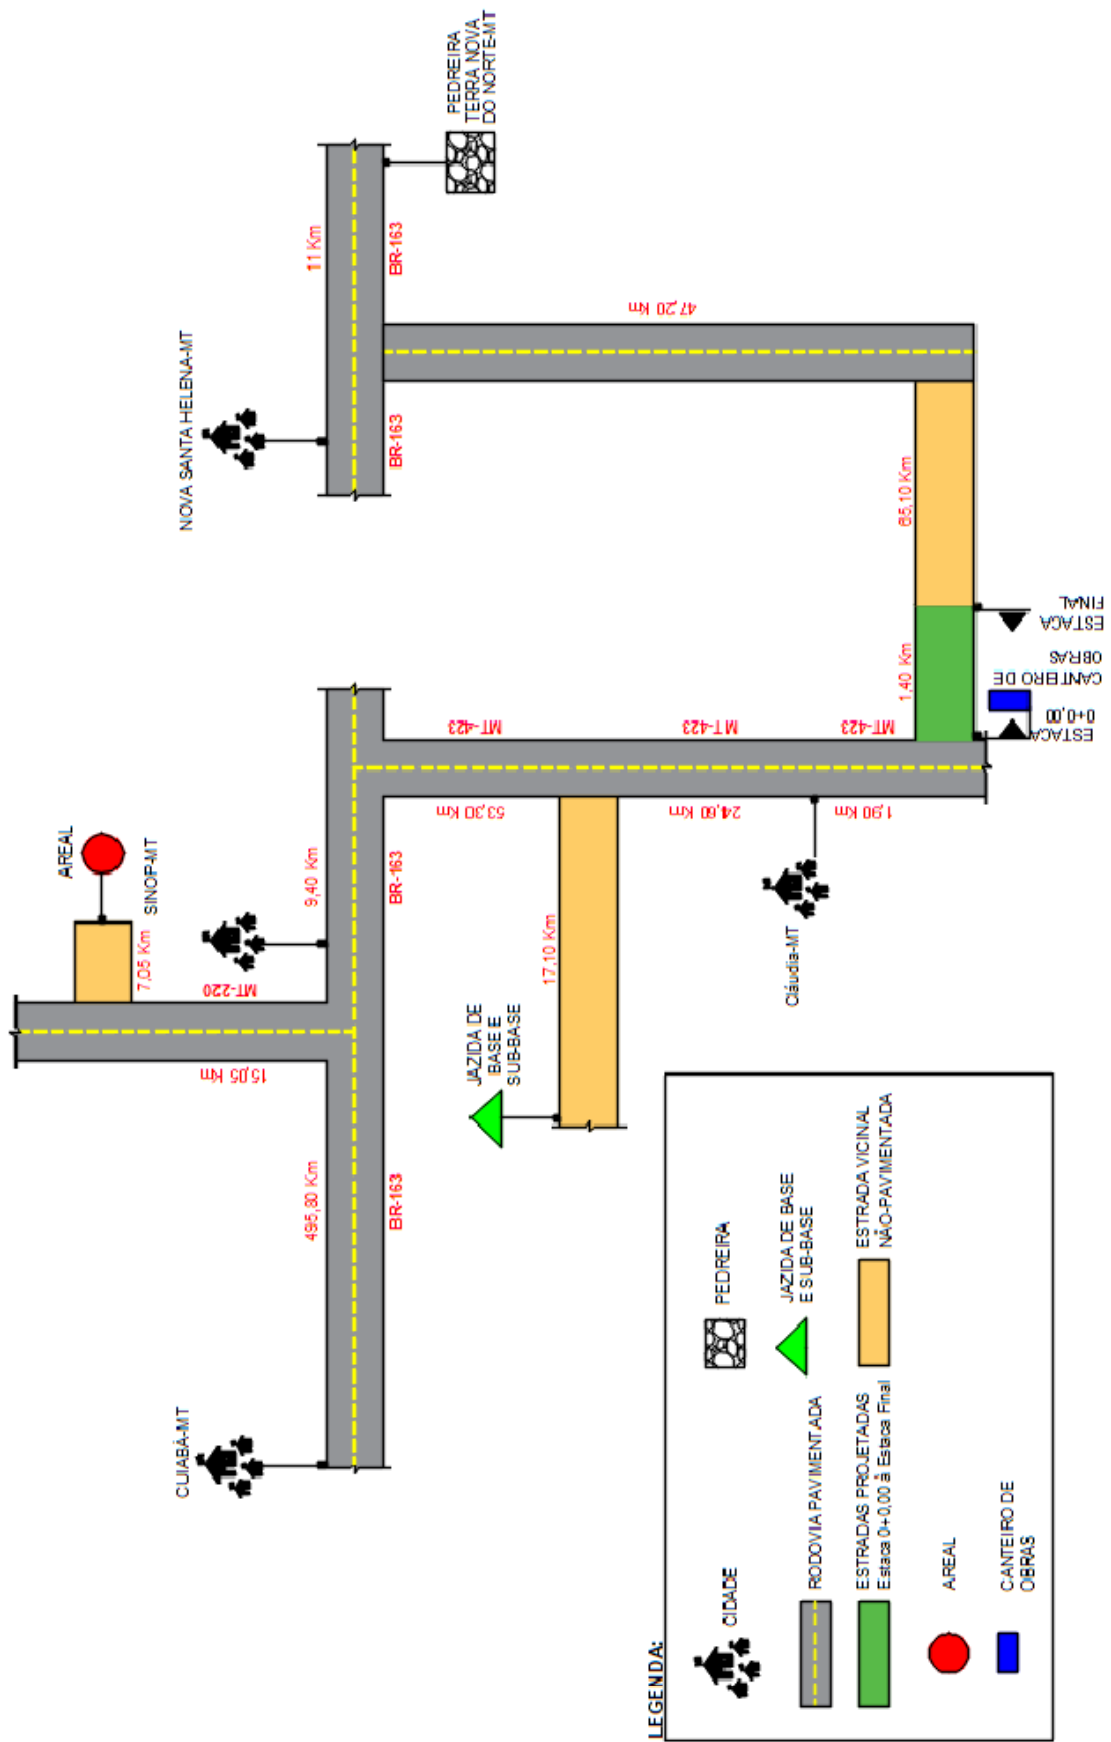 CUIABÁ-MT
495,80 Km
BR-163
15,05 Km
MT-220
7,05 Km
AREAL
SINOP-MT
9,40 Km
BR-163
NOVA SANTA HELENA-MT
BR-163
11 Km
BR-163
PEDREIRA
TERRA NOVA
DO NORTE-MT
47,20 Km
JAZIDA DE
BASE E
SUB-BASE
17,10 Km
53,30 Km
MT-423
24,60 Km
MT-423
1,90 Km
MT-423
Cláudia-MT
1,40 Km
65,10 Km
ESTACA
0+0,00
CANTEIRO DE
OBRAS
ESTACA
FINAL
LEGENDA:
CIDADE
PEDREIRA
RODOVIA PAVIMENTADA
JAZIDA DE BASE
E SUB-BASE
ESTRADAS PROJETADAS
Estaca 0+0,00 à Estaca Final
ESTRADA VICINAL
NÃO-PAVIMENTADA
AREAL
CANTEIRO DE
OBRAS